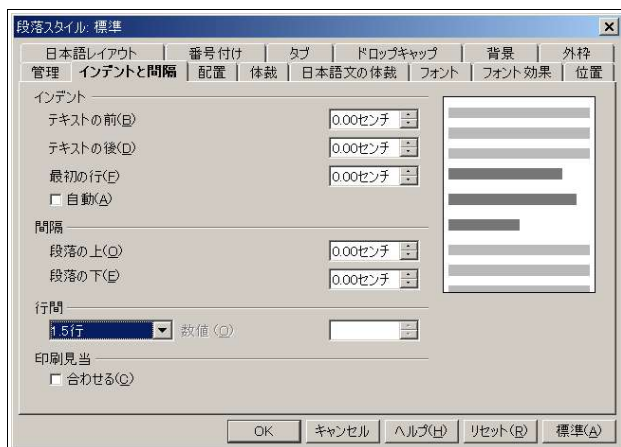 段落スタイル: 標準
日本語レイアウト 番号付け タブ ドロップキャップ 背景 外枠
管理 インデントと間隔 配置 体裁 日本語文の体裁 フォント フォント効果 位置
インデント
テキストの前(B) 0.00センチ
テキストの後(D) 0.00センチ
最初の行(F) 0.00センチ
自動(A)
間隔
段落の上(O) 0.00センチ
段落の下(E) 0.00センチ
行間
1.5行 数値(O)
印刷見当
合わせる(C)
OK キャンセル ヘルプ(H) リセット(R) 標準(A)